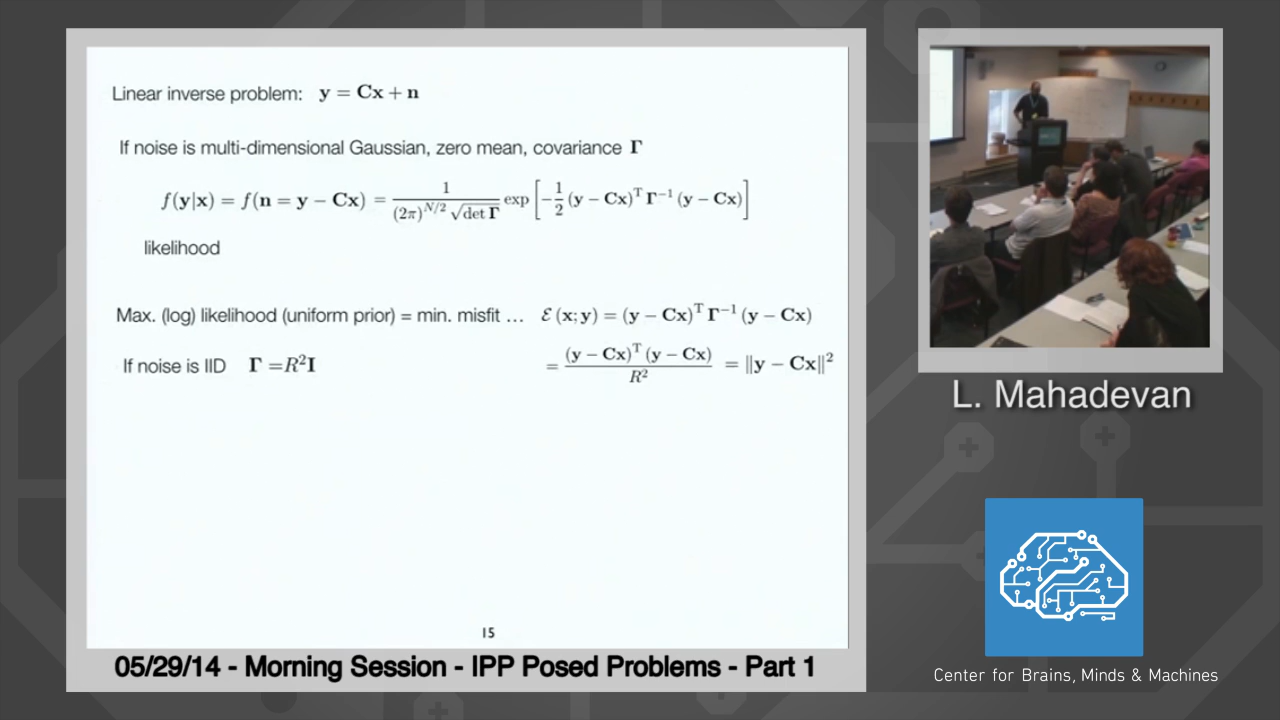 Linear inverse problem: y = Cx + n
If noise is multi-dimensional Gaussian, zero mean, covariance Γ
f(y|x) = f(n = y − Cx) = 1 / ((2π)^{N/2} √det Γ) exp [−1/2 (y − Cx)^T Γ^{−1} (y − Cx)]
likelihood
Max. (log) likelihood (uniform prior) = min. misfit … ℰ (x; y) = (y − Cx)^T Γ^{−1} (y − Cx)
If noise is IID Γ =R²I = (y − Cx)^T (y − Cx) / R² = ‖y − Cx‖²
15
05/29/14 - Morning Session - IPP Posed Problems - Part 1
L. Mahadevan
Center for Brains, Minds & Machines